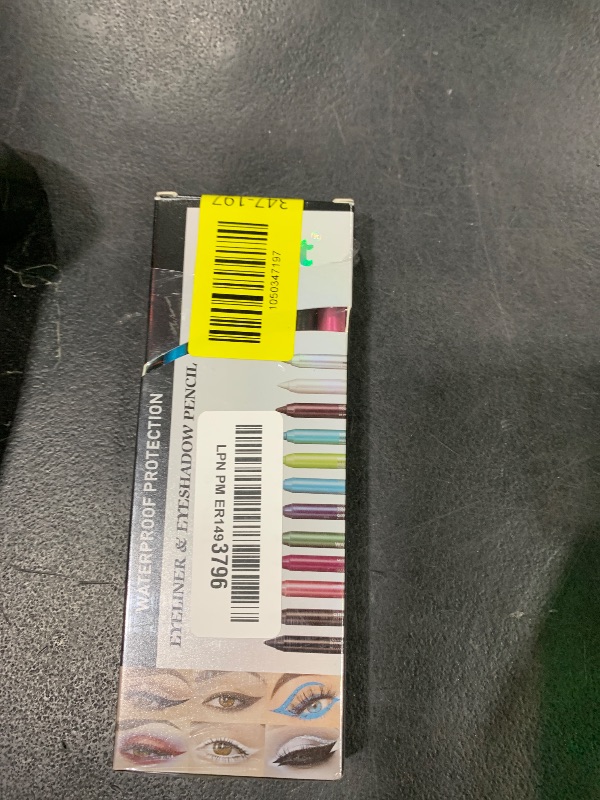 347-197
1050347197
t
WATERPROOF PROTECTION
EYELINER & EYESHADOW PENCIL
LPN PM ER1493796